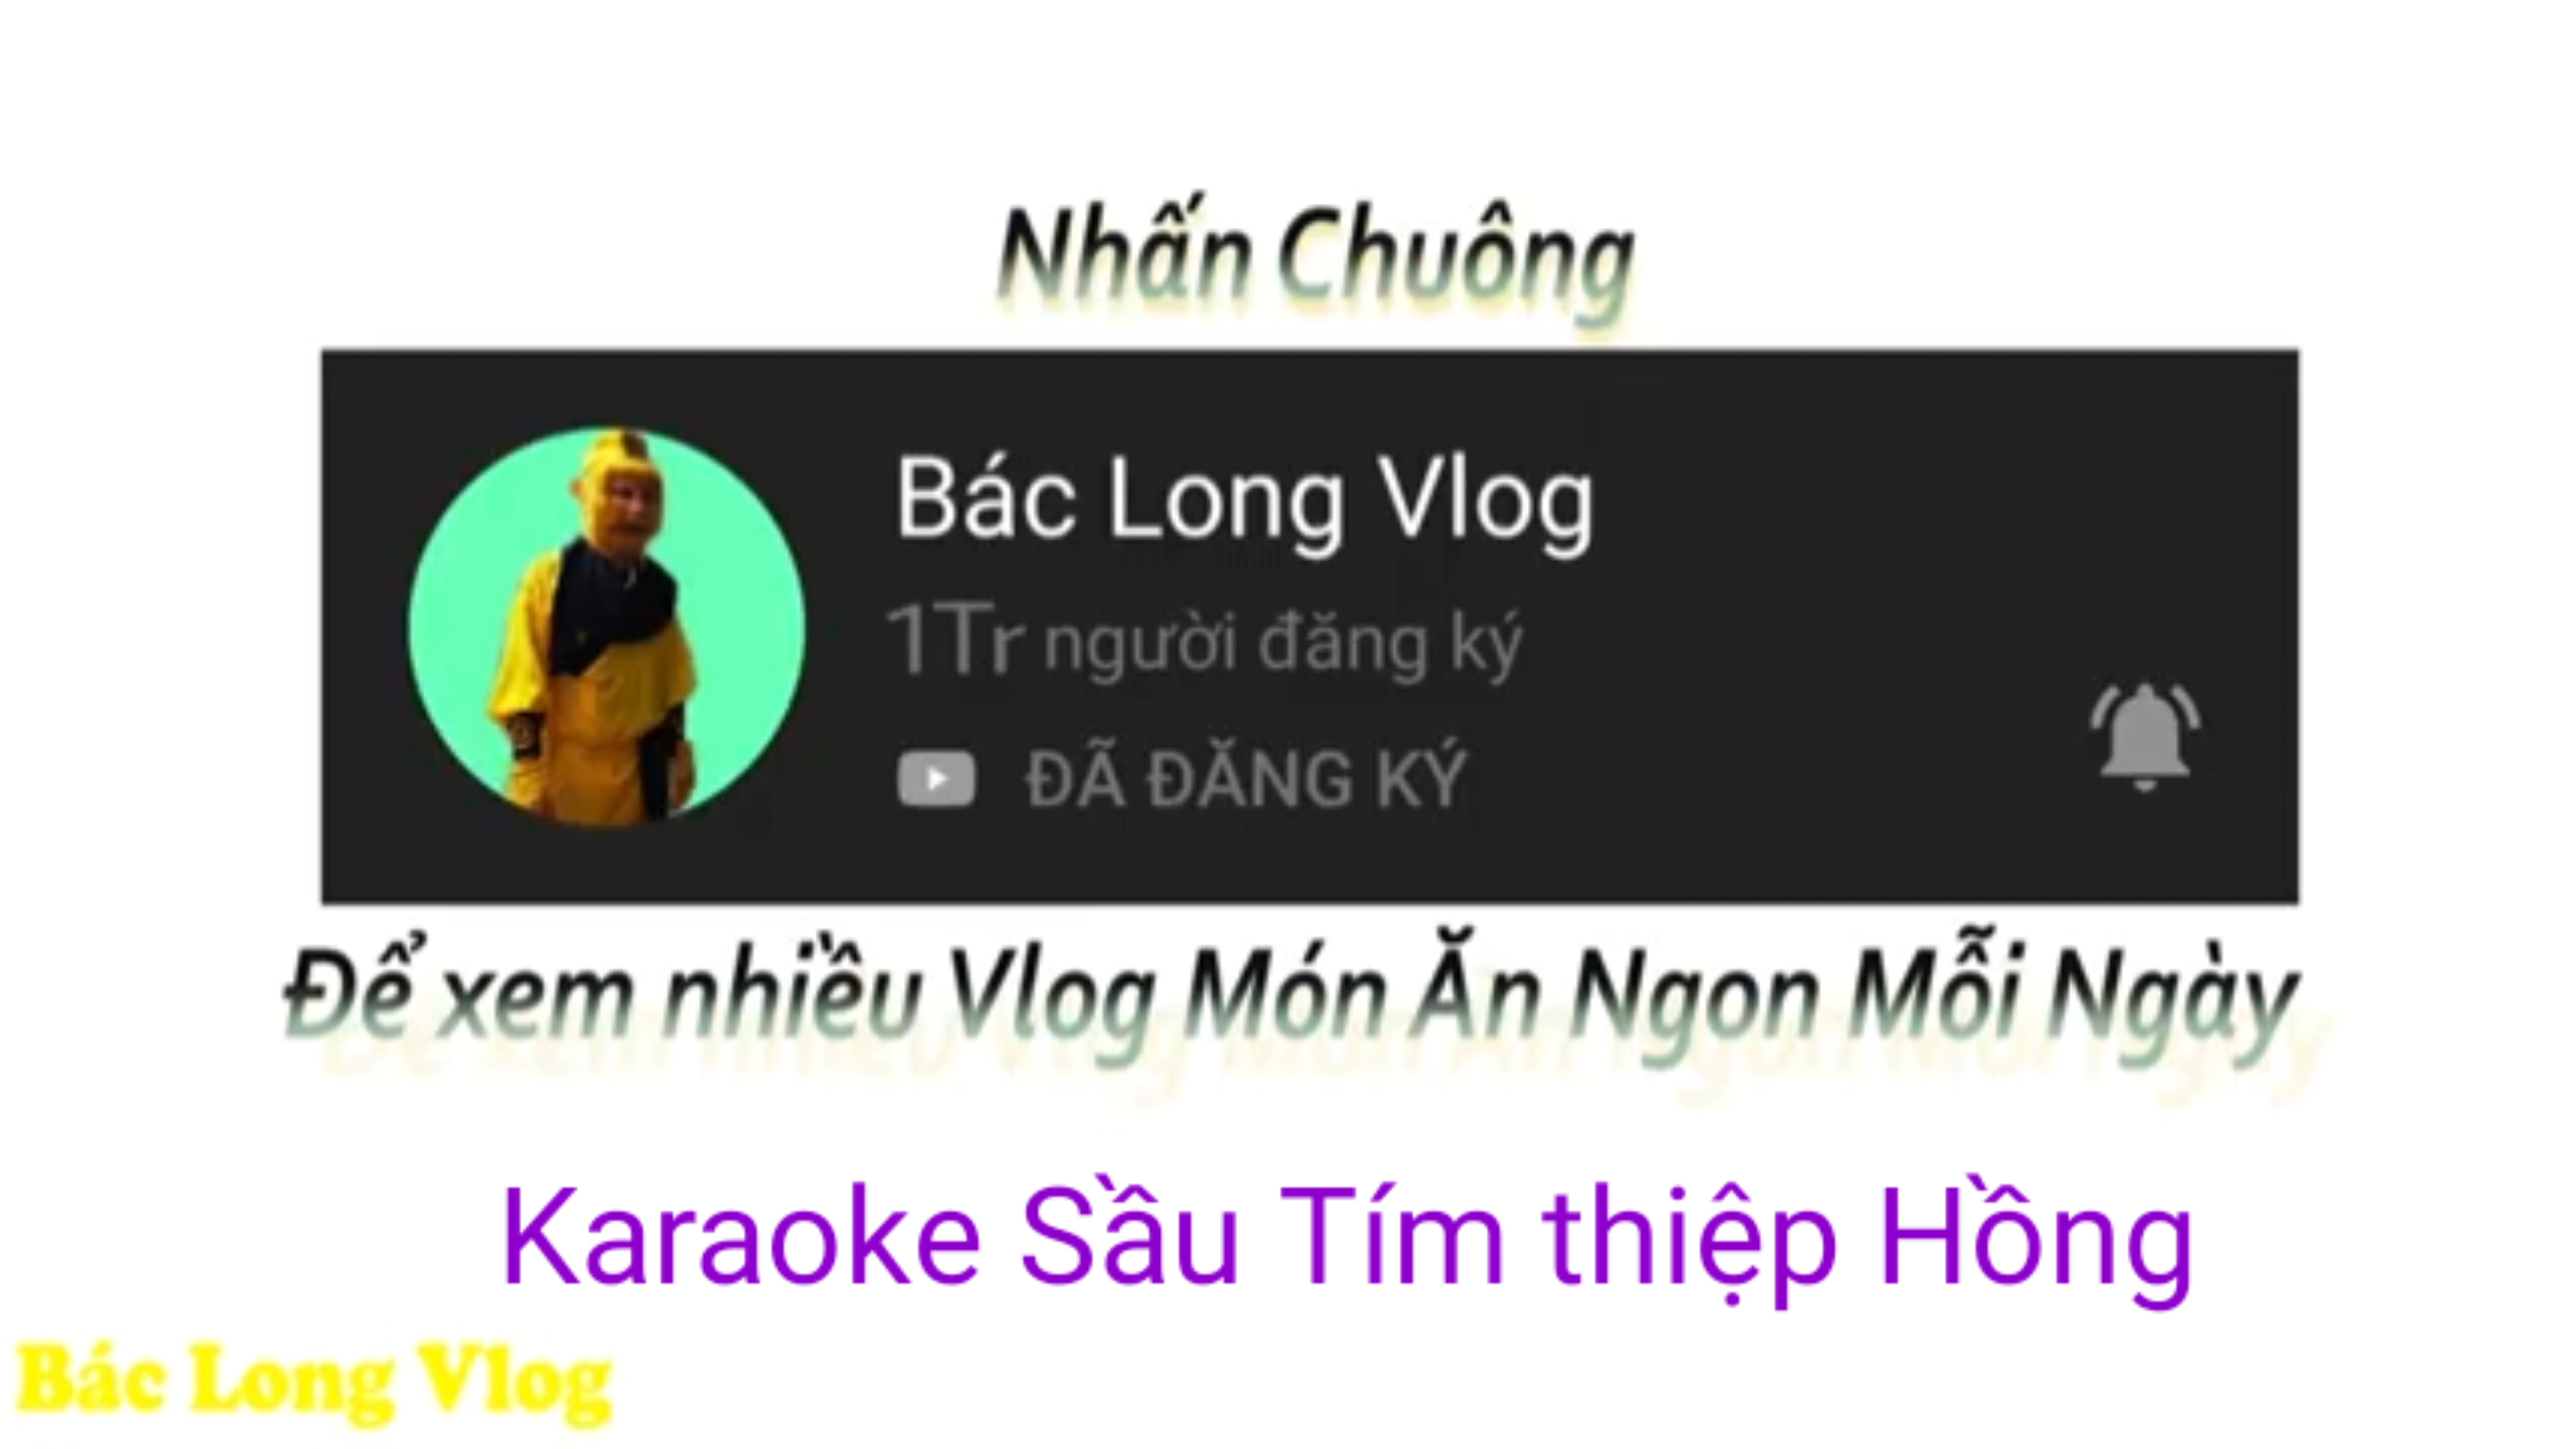 Nhấn Chuông
Bác Long Vlog
1Tr người đăng ký
ĐÃ ĐĂNG KÝ
Để xem nhiều Vlog Món Ăn Ngon Mỗi Ngày
Karaoke Sầu Tím thiệp Hồng
Bác Long Vlog